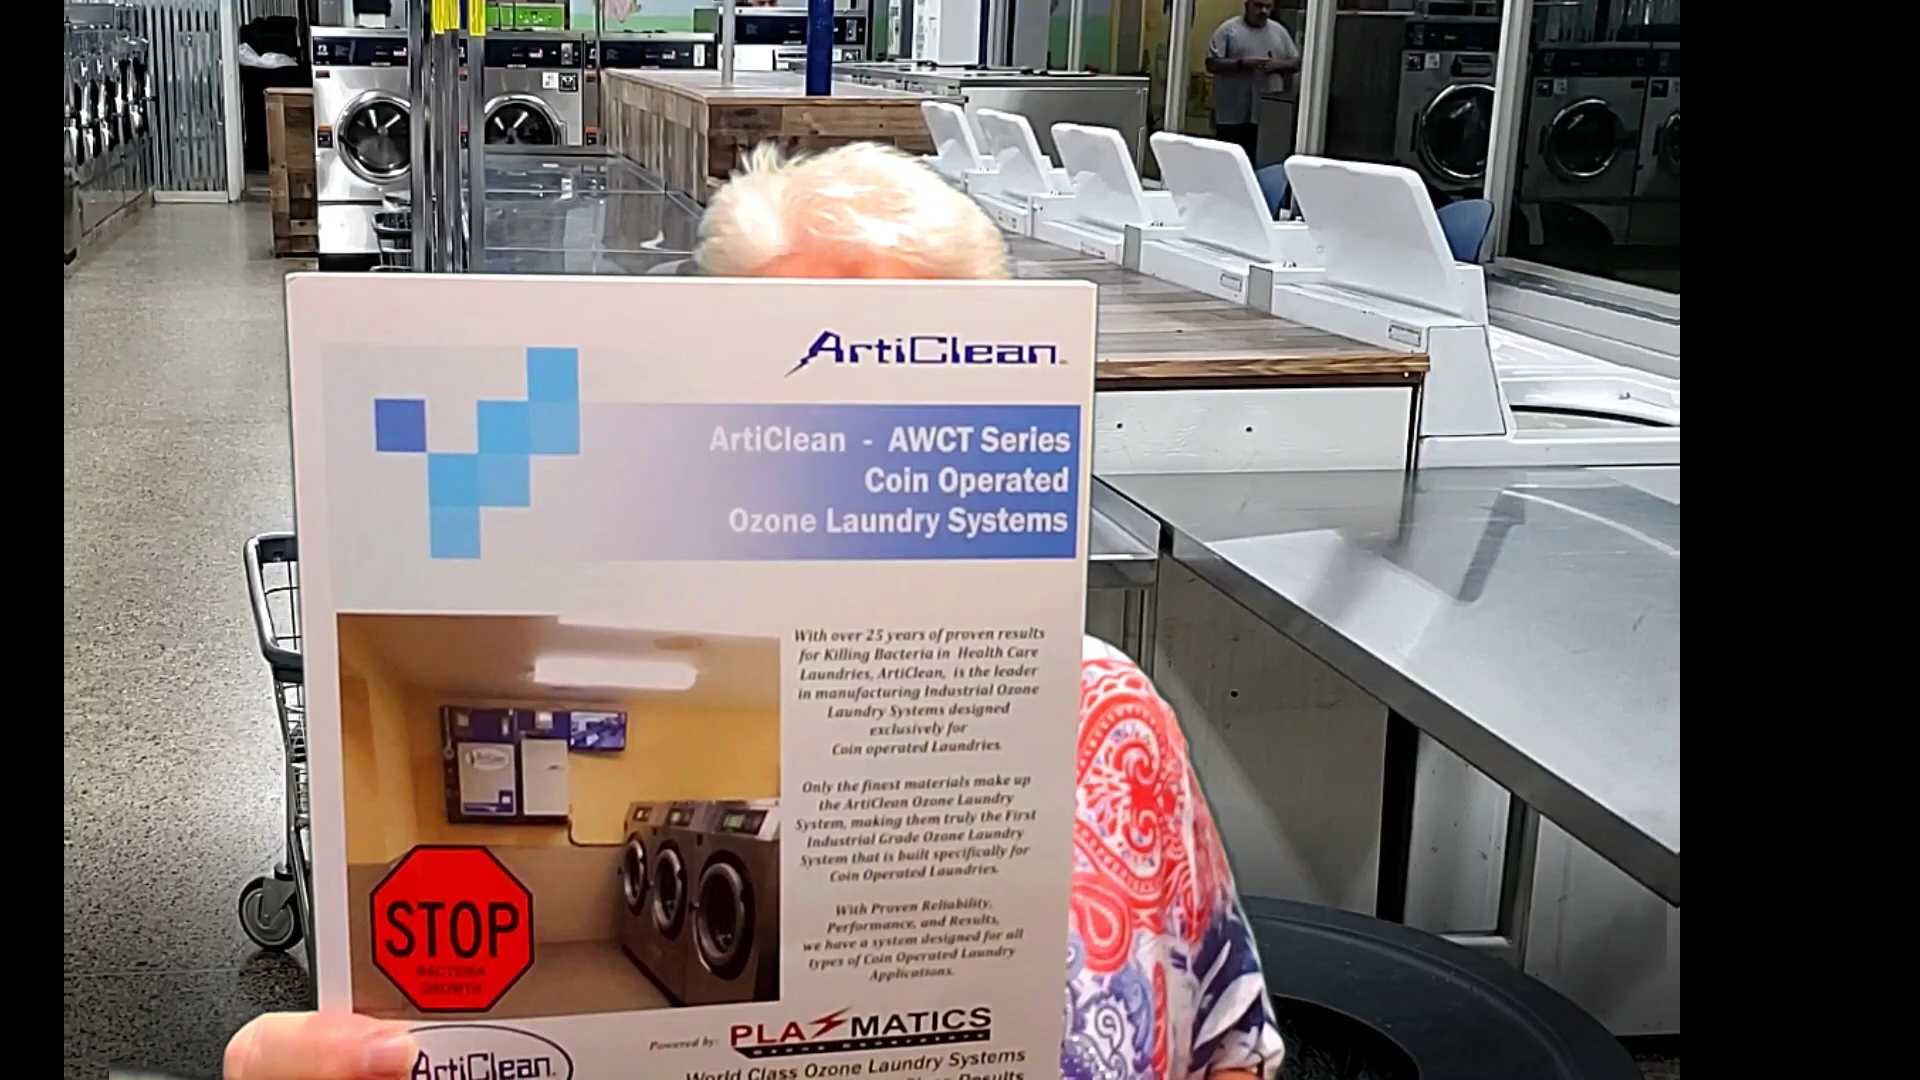 ArtiClean
ArtiClean - AWCT Series
Coin Operated
Ozone Laundry Systems
With over 25 years of proven results
for Killing Bacteria in Health Care
Laundries, ArtiClean, is the leader
in manufacturing Industrial Ozone
Laundry Systems designed
exclusively for
Coin operated Laundries.
Only the finest materials make up
the ArtiClean Ozone Laundry
System, making them truly the First
Industrial Grade Ozone Laundry
System that is built specifically for
Coin Operated Laundries.
With Proven Reliability,
Performance, and Results,
we have a system designed for all
types of Coin Operated Laundry
Applications.
STOP
BACTERIA
GROWTH
ArtiClean.
Powered by: PLAZMATICS
World Class Ozone Laundry Systems
Results